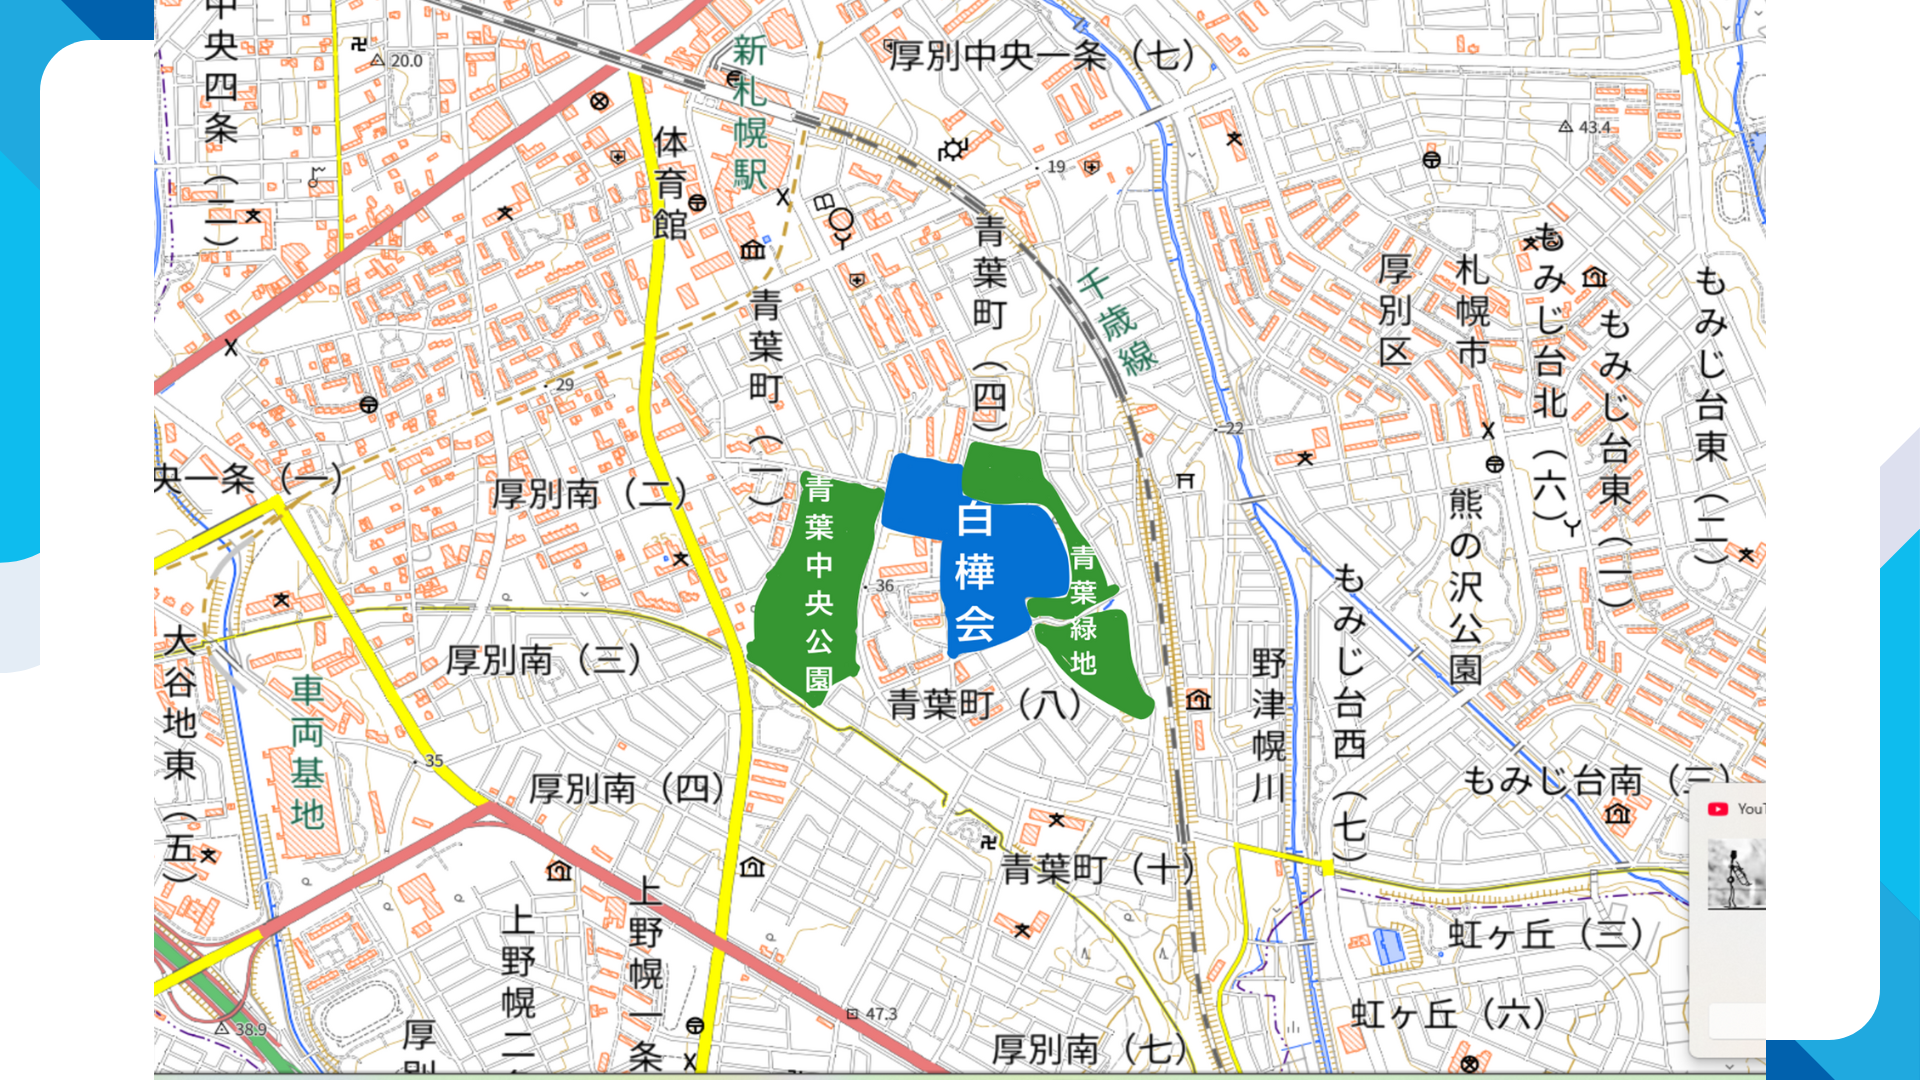 中央四条（二）
20.0
新札幌駅
厚別中央一条（七）
体育館
19
43.4
青葉町（四）
千歳線
厚別区
札幌市
もみじ台北（六）
もみじ台東（一）
もみじ台東（二）
青葉町（一）
29
22
央一条（一）
厚別南（二）
35
青葉中央公園
白樺会
青葉緑地
36
熊の沢公園
大谷地東（五）
車両基地
厚別南（三）
青葉町（八）
野津幌川
もみじ台西（七）
もみじ台南（三）
35
厚別南（四）
青葉町（十）
上野幌二
上野幌一条
虹ヶ丘（三）
虹ヶ丘（六）
47.3
38.9
厚別
厚別南（七）
You